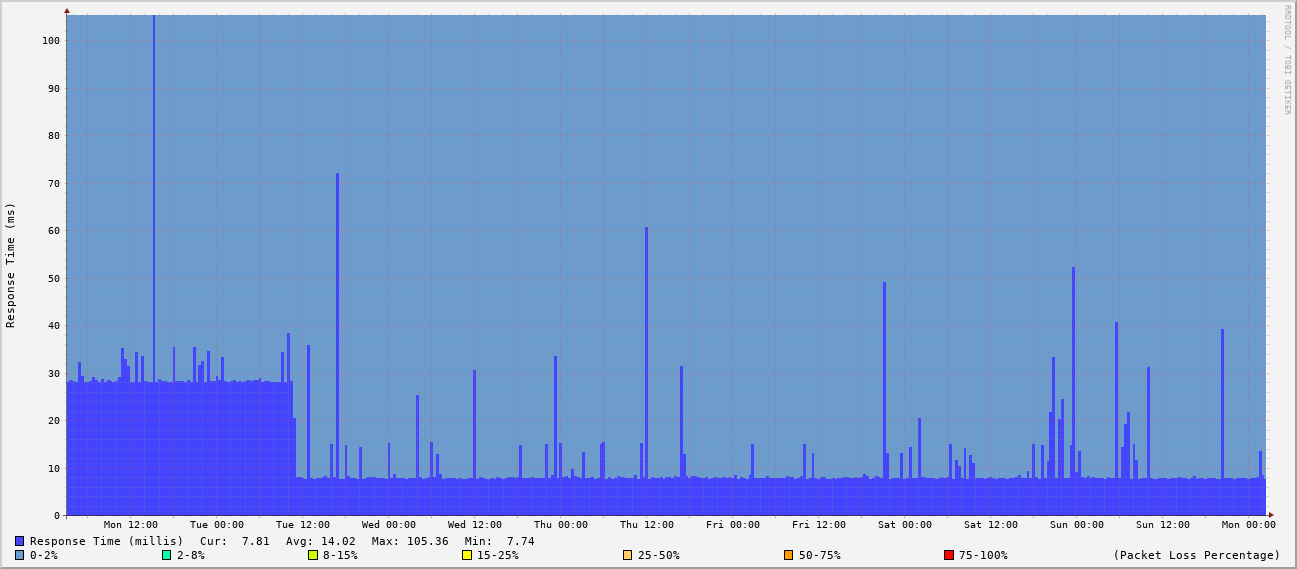 RRDTOOL / TOBI OETIKER
Response Time (ms)
100
90
80
70
60
50
40
30
20
10
0
Mon 12:00 Tue 00:00 Tue 12:00 Wed 00:00 Wed 12:00 Thu 00:00 Thu 12:00 Fri 00:00 Fri 12:00 Sat 00:00 Sat 12:00 Sun 00:00 Sun 12:00 Mon 00:00
Response Time (millis) Cur: 7.81 Avg: 14.02 Max: 105.36 Min: 7.74
0-2% 2-8% 8-15% 15-25% 25-50% 50-75% 75-100% (Packet Loss Percentage)